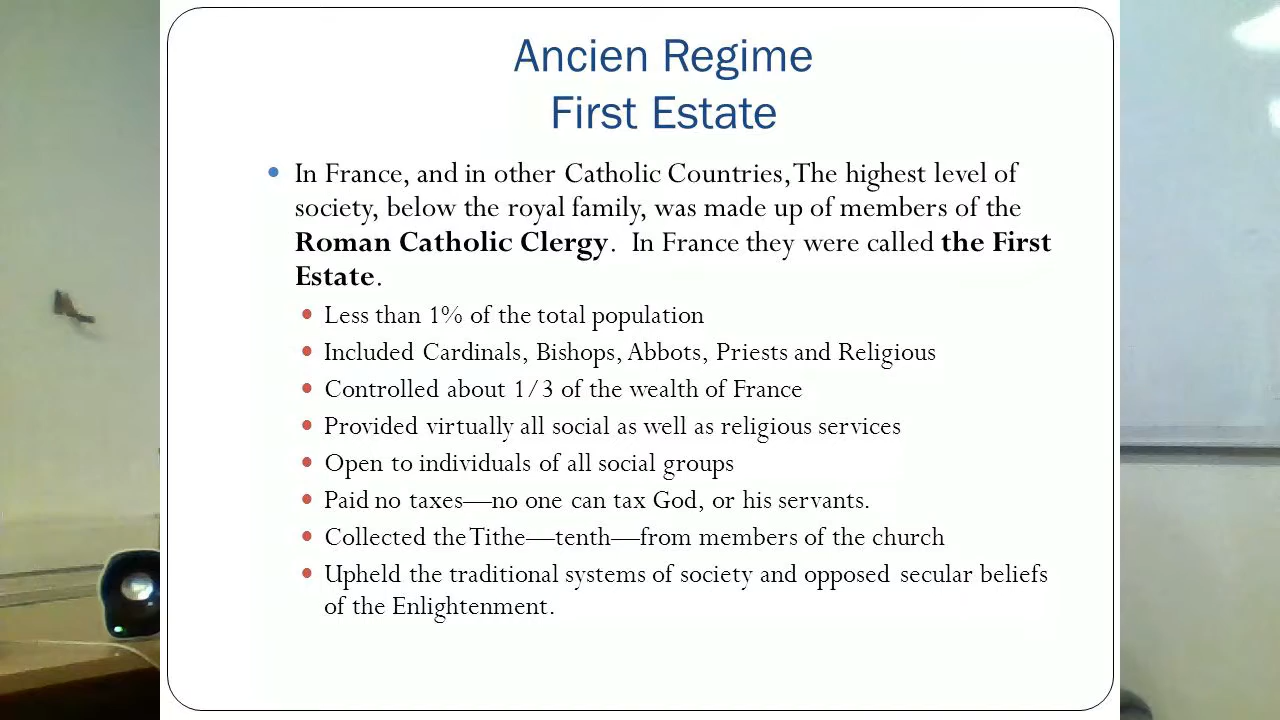 Ancien Regime
First Estate
In France, and in other Catholic Countries, The highest level of
society, below the royal family, was made up of members of the
Roman Catholic Clergy. In France they were called the First
Estate.
Less than 1% of the total population
Included Cardinals, Bishops, Abbots, Priests and Religious
Controlled about 1/3 of the wealth of France
Provided virtually all social as well as religious services
Open to individuals of all social groups
Paid no taxes—no one can tax God, or his servants.
Collected the Tithe—tenth—from members of the church
Upheld the traditional systems of society and opposed secular beliefs
of the Enlightenment.